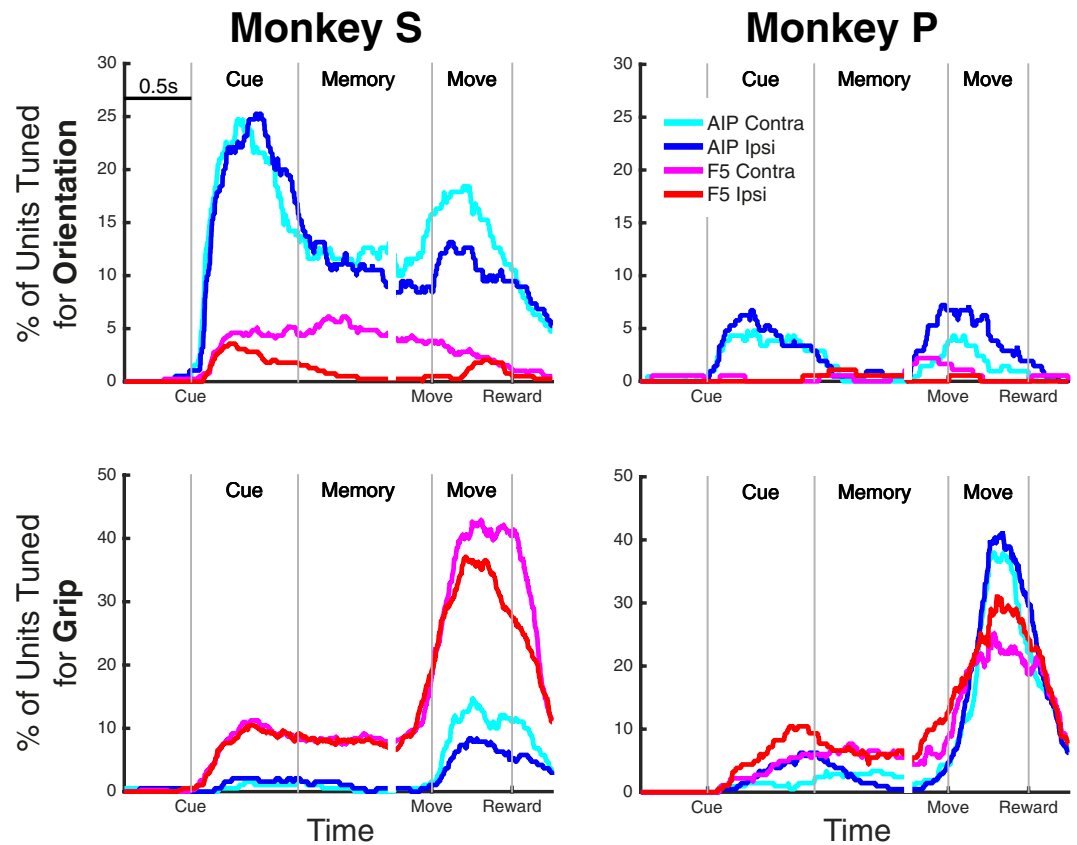 Monkey S
Monkey P
% of Units Tuned
for Orientation
30
25
20
15
10
5
0
0.5s
Cue
Memory
Move
Cue
Move
Reward
30
25
20
15
10
5
0
Cue
Memory
Move
AIP Contra
AIP Ipsi
F5 Contra
F5 Ipsi
Cue
Move
Reward
% of Units Tuned
for Grip
50
40
30
20
10
0
Cue
Memory
Move
Cue
Move
Reward
Time
50
40
30
20
10
0
Cue
Memory
Move
Cue
Move
Reward
Time